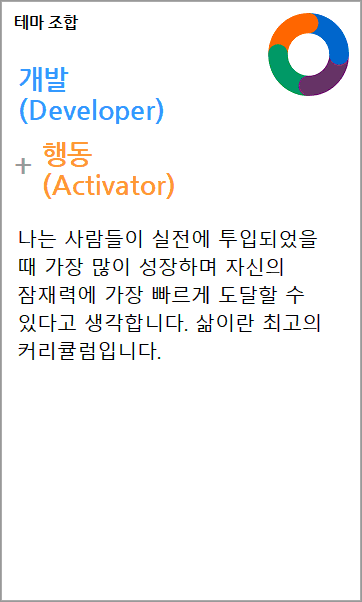 테마 조합
개발
(Developer)
+ 행동
(Activator)
나는 사람들이 실전에 투입되었을
때 가장 많이 성장하며 자신의
잠재력에 가장 빠르게 도달할 수
있다고 생각합니다. 삶이란 최고의
커리큘럼입니다.